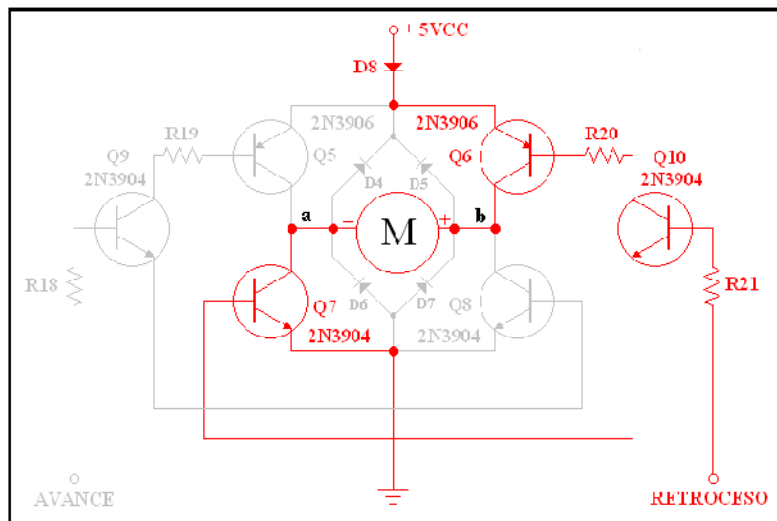 + 5VCC
D8
2N3906 2N3906
R19 R20
Q9 Q5 Q6 Q10
2N3904 2N3904
D4 D5
a b
− M +
R18 R21
Q7 D6 D7 Q8
2N3904 2N3904
AVANCE RETROCESO